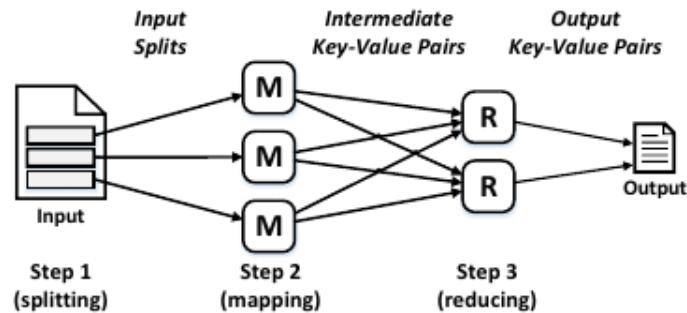 Input
Splits
Intermediate
Key-Value Pairs
Output
Key-Value Pairs
M
M
M
R
R
Input
Output
Step 1
(splitting)
Step 2
(mapping)
Step 3
(reducing)